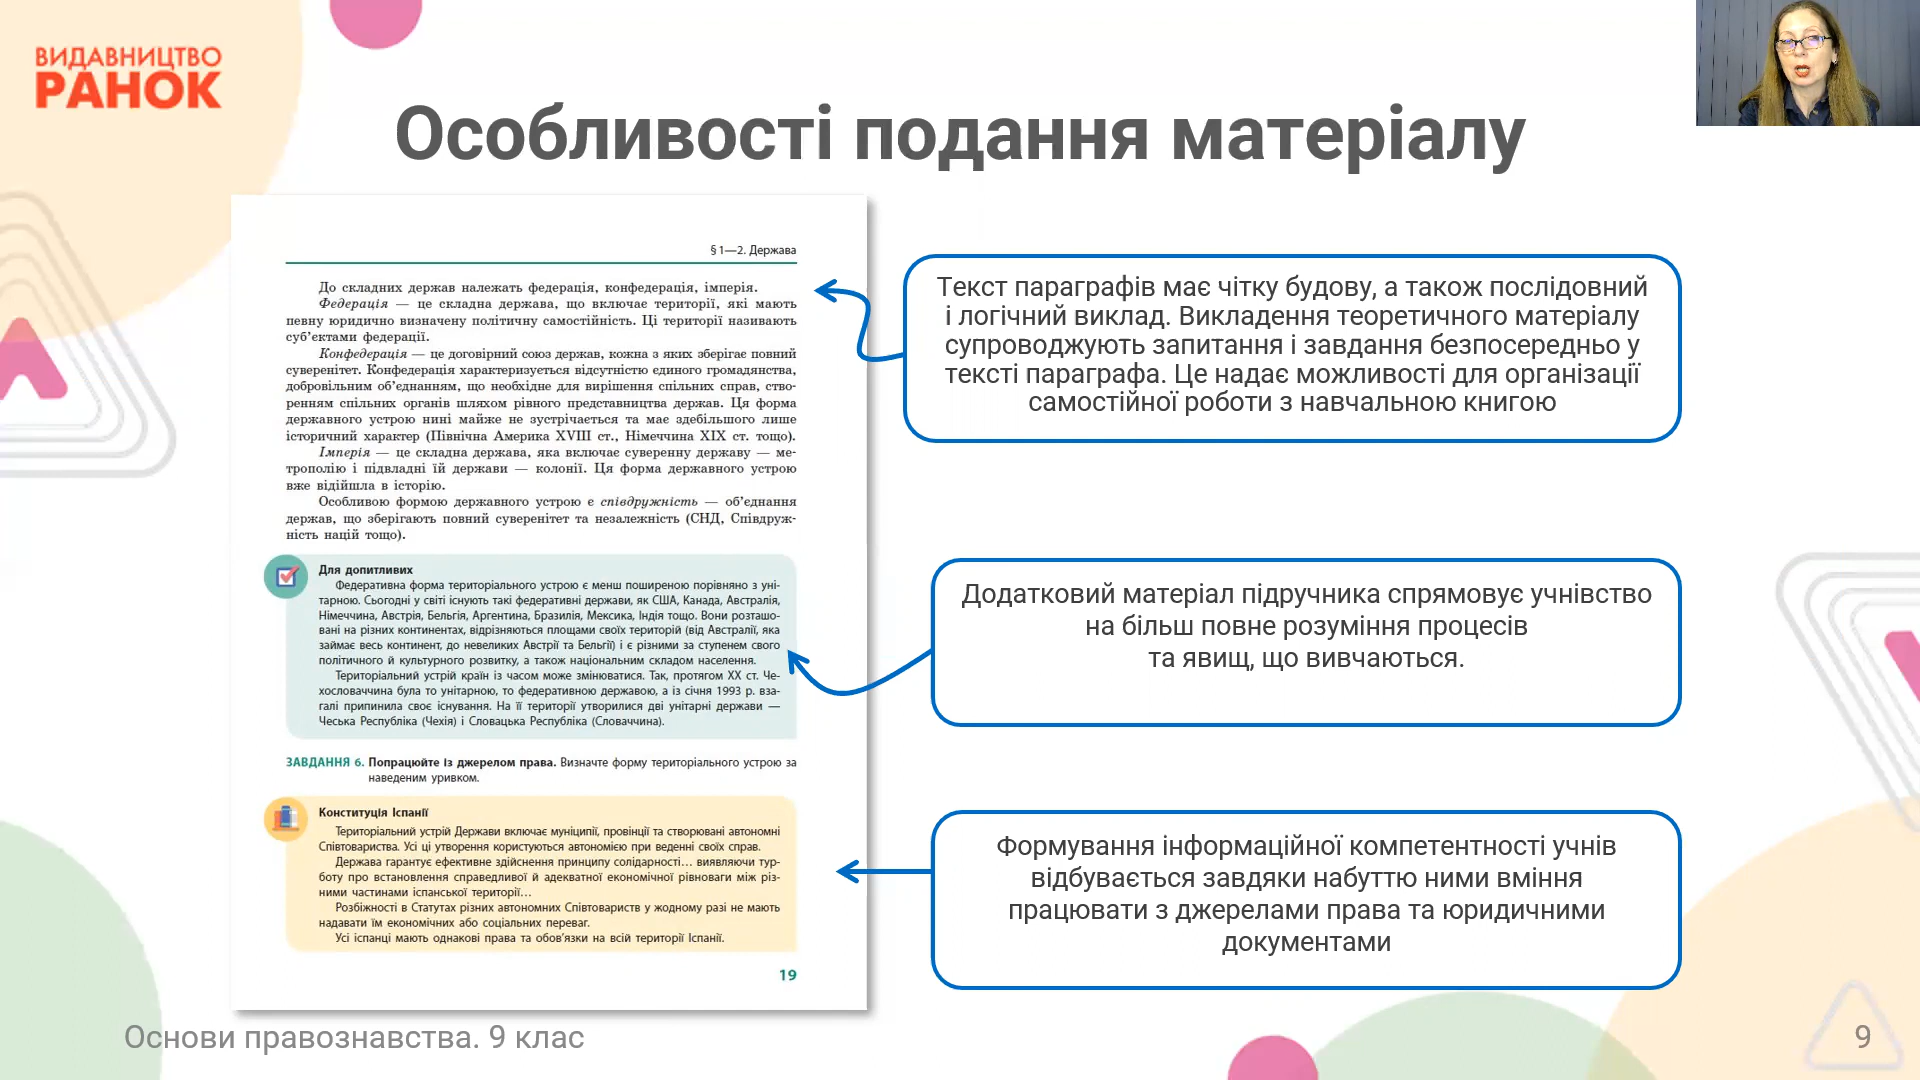 ВИДАВНИЦТВО
РАНОК
Особливості подання матеріалу
§ 1—2. Держава
До складних держав належать федерація, конфедерація, імперія.
Федерація — це складна держава, що включає території, які мають
певну юридично визначену політичну самостійність. Ці території називають
суб'єктами федерації.
Конфедерація — це договірний союз держав, кожна з яких зберігає повний
суверенітет. Конфедерація характеризується відсутністю єдиного громадянства,
добровільним об'єднанням, що необхідне для вирішення спільних справ, ство-
ренням спільних органів шляхом рівного представництва держав. Ця форма
державного устрою нині майже не зустрічається та має здебільшого лише
історичний характер (Північна Америка XVIII ст., Німеччина XIX ст. тощо).
Імперія — це складна держава, яка включає суверенну державу — ме-
трополію і підвладні їй держави — колонії. Ця форма державного устрою
вже відійшла в історію.
Особливою формою державного устрою є співдружність — об'єднання
держав, що зберігають повний суверенітет та незалежність (СНД, Співдруж-
ність націй тощо).
Для допитливих
Федеративна форма територіального устрою є менш поширеною порівняно з уні-
тарною. Сьогодні у світі існують такі федеративні держави, як США, Канада, Австралія,
Німеччина, Австрія, Бельгія, Аргентина, Бразилія, Мексика, Індія тощо. Вони розташо-
вані на різних континентах, відрізняються площами своїх територій (від Австралії, яка
займає весь континент, до невеликих Австрії та Бельгії) і є різними за ступенем свого
політичного й культурного розвитку, а також національним складом населення.
Територіальний устрій країн із часом може змінюватися. Так, протягом XX ст. Че-
хословаччина була то унітарною, то федеративною державою, а із січня 1993 р. вза-
галі припинила своє існування. На її території утворилися дві унітарні держави —
Чеська Республіка (Чехія) і Словацька Республіка (Словаччина).
ЗАВДАННЯ 6. Попрацюйте із джерелом права. Визначте форму територіального устрою за
наведеним уривком.
Конституція Іспанії
Територіальний устрій Держави включає муніципії, провінції та створювані автономні
Співтовариства. Усі ці утворення користуються автономією при веденні своїх справ.
Держава гарантує ефективне здійснення принципу солідарності... виявляючи тур-
боту про встановлення справедливої й адекватної економічної рівноваги між різ-
ними частинами іспанської території...
Розбіжності в Статутах різних автономних Співтовариств у жодному разі не мають
надавати їм економічних або соціальних переваг.
Усі іспанці мають однакові права та обов'язки на всій території Іспанії.
19
Текст параграфів має чітку будову, а також послідовний
і логічний виклад. Викладення теоретичного матеріалу
супроводжують запитання і завдання безпосередньо у
тексті параграфа. Це надає можливості для організації
самостійної роботи з навчальною книгою
Додатковий матеріал підручника спрямовує учнівство
на більш повне розуміння процесів
та явищ, що вивчаються.
Формування інформаційної компетентності учнів
відбувається завдяки набуттю ними вміння
працювати з джерелами права та юридичними
документами
Основи правознавства. 9 клас
9